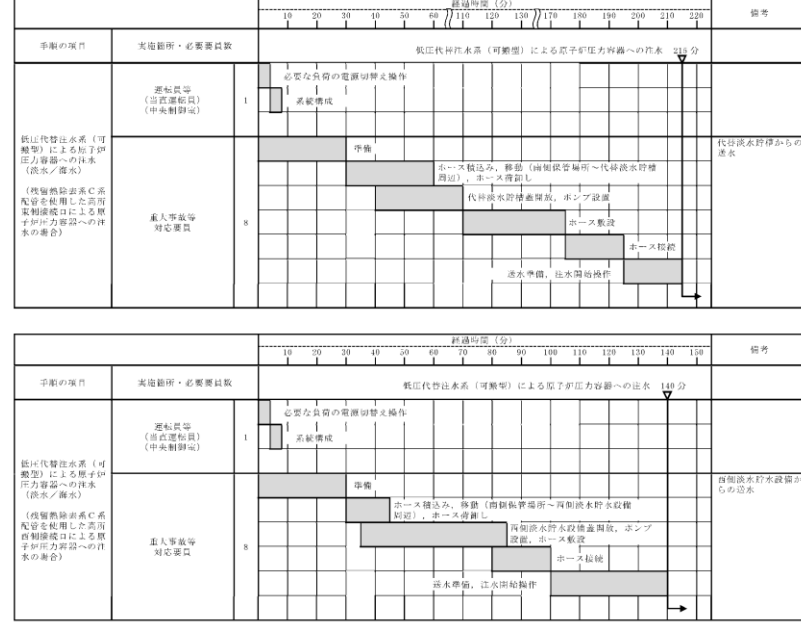 経過時間（分）
備考
10 20 30 40 50 60 110 120 130 170 180 190 200 210 220
手順の項目
実施箇所・必要要員数
低圧代替注水系（可搬型）による原子炉圧力容器への注水 215 分
低圧代替注水系（可
搬型）による原子炉
圧力容器への注水
（淡水／海水）
（残留熱除去系Ｃ系
配管を使用した高所
東側接続口による原
子炉圧力容器への注
水の場合）
運転員等
（当直運転員）
（中央制御室）
1
必要な負荷の電源切替え操作
系統構成
重大事故等
対応要員
8
準備
ホース積込み，移動（南側保管場所～代替淡水貯槽
周辺），ホース荷卸し
代替淡水貯槽蓋開放，ポンプ設置
ホース敷設
ホース接続
送水準備，注水開始操作
代替淡水貯槽からの
送水
経過時間（分）
備考
10 20 30 40 50 60 70 80 90 100 110 120 130 140 150
手順の項目
実施箇所・必要要員数
低圧代替注水系（可搬型）による原子炉圧力容器への注水 140 分
低圧代替注水系（可
搬型）による原子炉
圧力容器への注水
（淡水／海水）
（残留熱除去系Ｃ系
配管を使用した高所
西側接続口による原
子炉圧力容器への注
水の場合）
運転員等
（当直運転員）
（中央制御室）
1
必要な負荷の電源切替え操作
系統構成
重大事故等
対応要員
8
準備
ホース積込み，移動（南側保管場所～西側淡水貯水設備
周辺），ホース荷卸し
西側淡水貯水設備蓋開放，ポンプ
設置，ホース敷設
ホース接続
送水準備，注水開始操作
西側淡水貯水設備か
らの送水